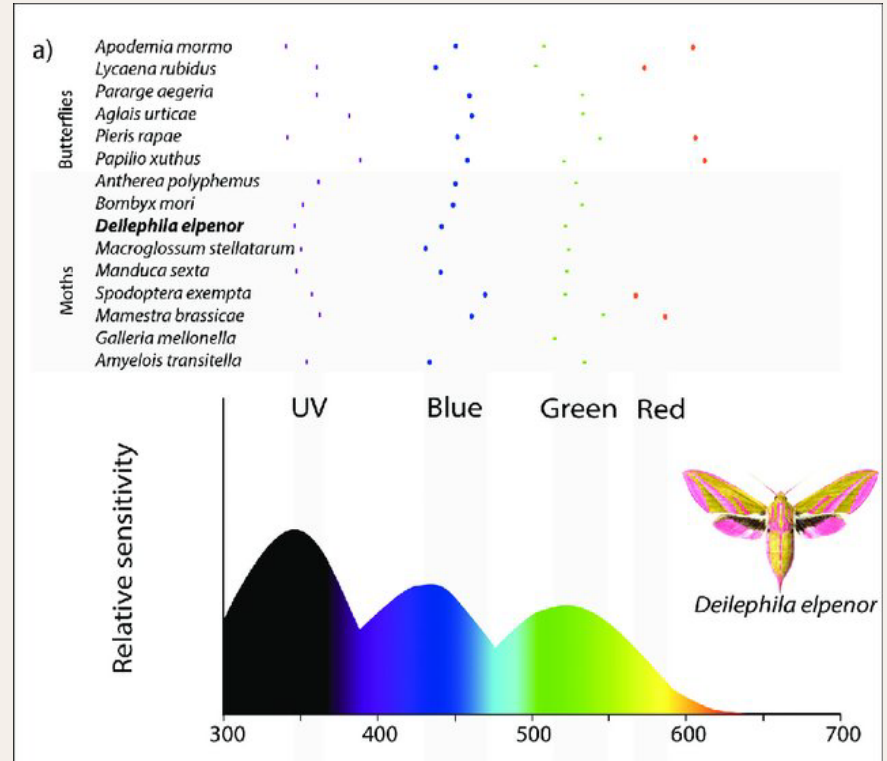 a)
Butterflies
Apodemia mormo
Lycaena rubidus
Pararge aegeria
Aglais urticae
Pieris rapae
Papilio xuthus
Moths
Antherea polyphemus
Bombyx mori
Deilephila elpenor
Macroglossum stellatarum
Manduca sexta
Spodoptera exempta
Mamestra brassicae
Galleria mellonella
Amyelois transitella
UV Blue Green Red
Relative sensitivity
Deilephila elpenor
300 400 500 600 700